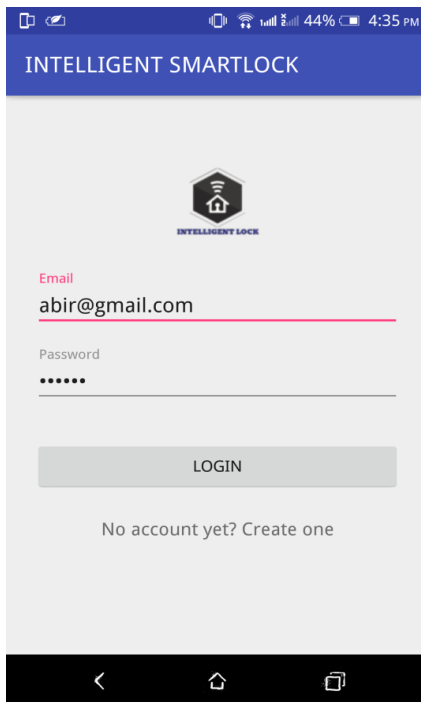 44% 4:35 PM
INTELLIGENT SMARTLOCK
INTELLIGENT LOCK
Email
abir@gmail.com
Password
••••••
LOGIN
No account yet? Create one